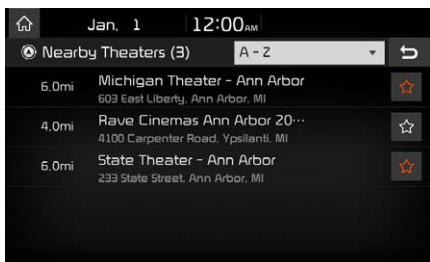 Jan. 1 12:00AM
Nearby Theaters (3) A - Z
6.0mi Michigan Theater - Ann Arbor
603 East Liberty, Ann Arbor, MI
4.0mi Rave Cinemas Ann Arbor 20···
4100 Carpenter Road, Ypsilanti, MI
6.0mi State Theater - Ann Arbor
233 State Street, Ann Arbor, MI